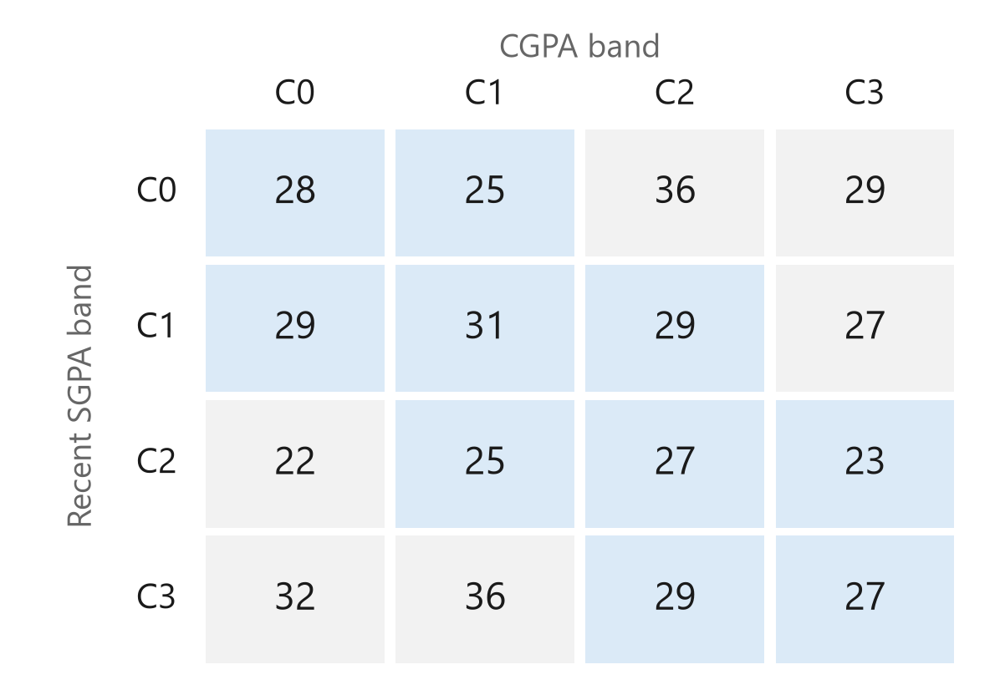 CGPA band
C0 C1 C2 C3
Recent SGPA band
C0 28 25 36 29
C1 29 31 29 27
C2 22 25 27 23
C3 32 36 29 27